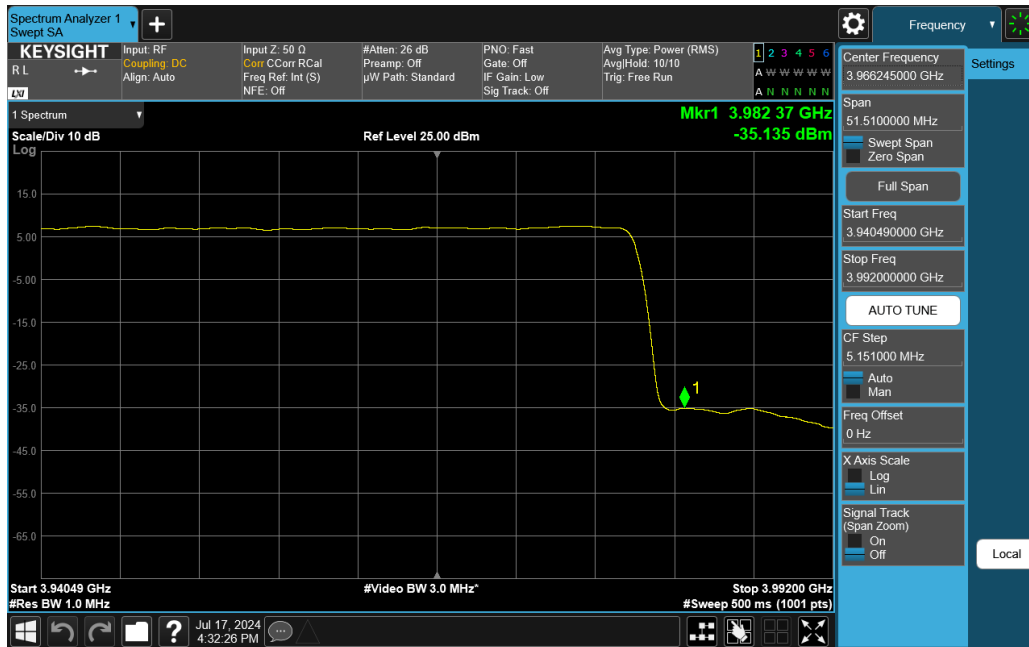 Spectrum Analyzer 1
Swept SA
Frequency
KEYSIGHT
R L
LXI
Input: RF
Coupling: DC
Align: Auto
Input Z: 50 Ω
Corr CCorr RCal
Freq Ref: Int (S)
NFE: Off
#Atten: 26 dB
Preamp: Off
µW Path: Standard
PNO: Fast
Gate: Off
IF Gain: Low
Sig Track: Off
Avg Type: Power (RMS)
Avg|Hold: 10/10
Trig: Free Run
1 2 3 4 5 6
A W W W W W
A N N N N N
1 Spectrum
Scale/Div 10 dB
Log
Ref Level 25.00 dBm
Mkr1 3.982 37 GHz
-35.135 dBm
15.0
5.00
-5.00
-15.0
-25.0
-35.0
-45.0
-55.0
-65.0
1
Start 3.94049 GHz
#Res BW 1.0 MHz
#Video BW 3.0 MHz*
Stop 3.99200 GHz
#Sweep 500 ms (1001 pts)
Jul 17, 2024
4:32:26 PM
Center Frequency
3.966245000 GHz
Span
51.5100000 MHz
Swept Span
Zero Span
Full Span
Start Freq
3.940490000 GHz
Stop Freq
3.992000000 GHz
AUTO TUNE
CF Step
5.151000 MHz
Auto
Man
Freq Offset
0 Hz
X Axis Scale
Log
Lin
Signal Track
(Span Zoom)
On
Off
Settings
Local